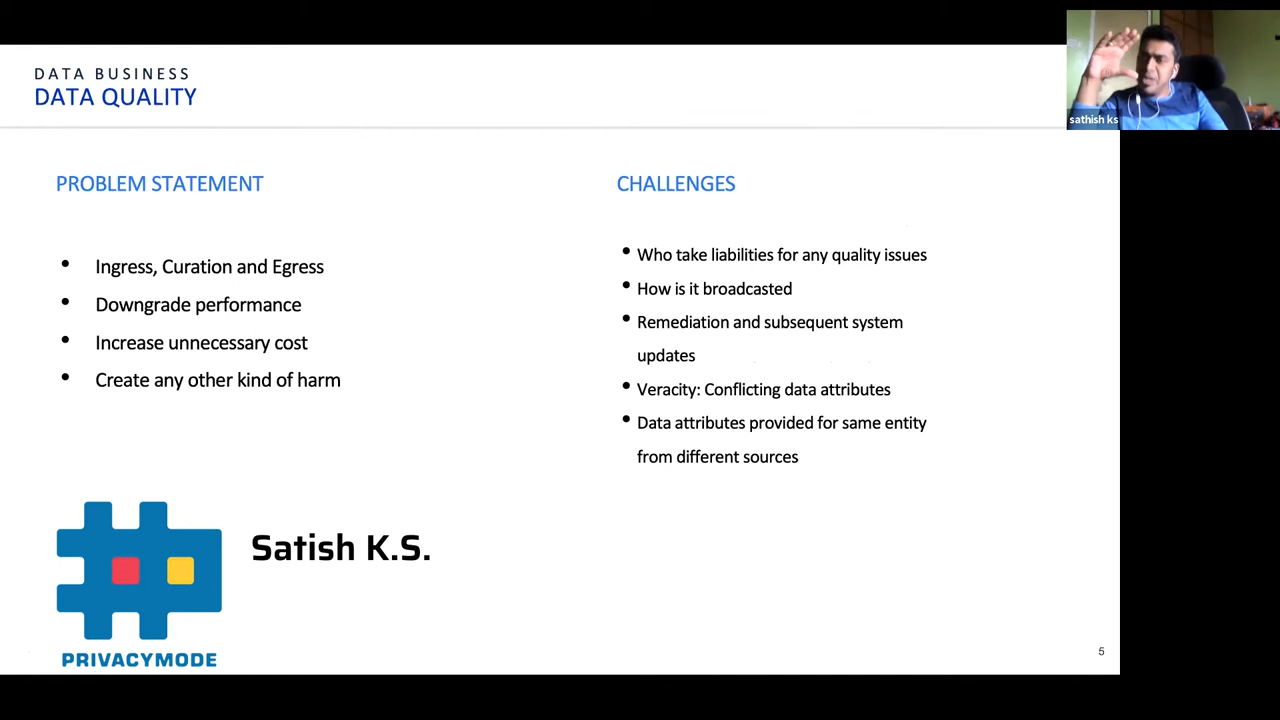 sathish ks
DATA BUSINESS
DATA QUALITY
PROBLEM STATEMENT
• Ingress, Curation and Egress
• Downgrade performance
• Increase unnecessary cost
• Create any other kind of harm
CHALLENGES
• Who take liabilities for any quality issues
• How is it broadcasted
• Remediation and subsequent system
updates
• Veracity: Conflicting data attributes
• Data attributes provided for same entity
from different sources
Satish K.S.
PRIVACYMODE
5